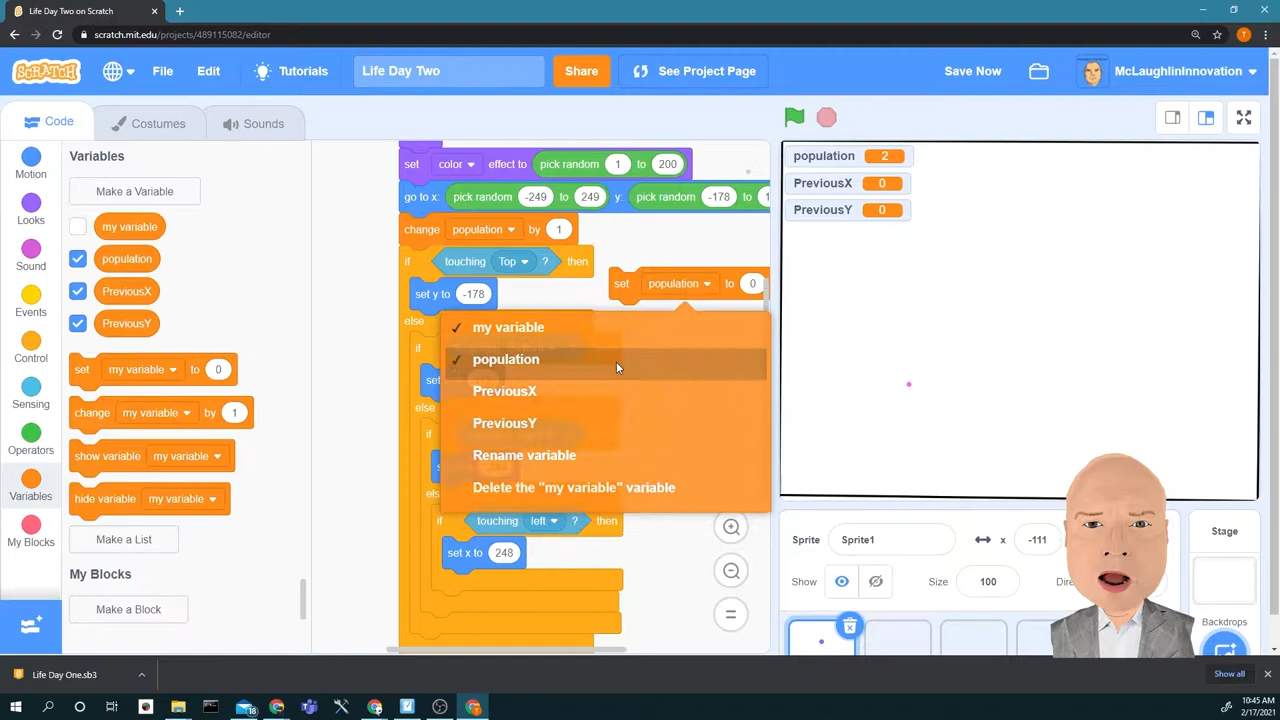 Life Day Two on Scratch
scratch.mit.edu/projects/489115082/editor
SCRATCH
File
Edit
Tutorials
Life Day Two
Share
See Project Page
Save Now
McLaughlinInnovation
Code
Costumes
Sounds
Motion
Looks
Sound
Events
Control
Sensing
Operators
Variables
My Blocks
Variables
Make a Variable
my variable
population
PreviousX
PreviousY
set my variable to 0
change my variable by 1
show variable my variable
hide variable my variable
Make a List
My Blocks
Make a Block
set color effect to pick random 1 to 200
go to x: pick random -249 to 249 y: pick random -178 to 1
change population by 1
if touching Top ? then
set population to 0
set y to -178
else
if
set
else
if
else
my variable
population
PreviousX
PreviousY
Rename variable
Delete the "my variable" variable
if touching left ? then
set x to 248
population 2
PreviousX 0
PreviousY 0
Sprite Sprite1 x -111
Show Size 100
Stage
Backdrops
Life Day One.sb3
Show all
18
10:45 AM
2/17/2021